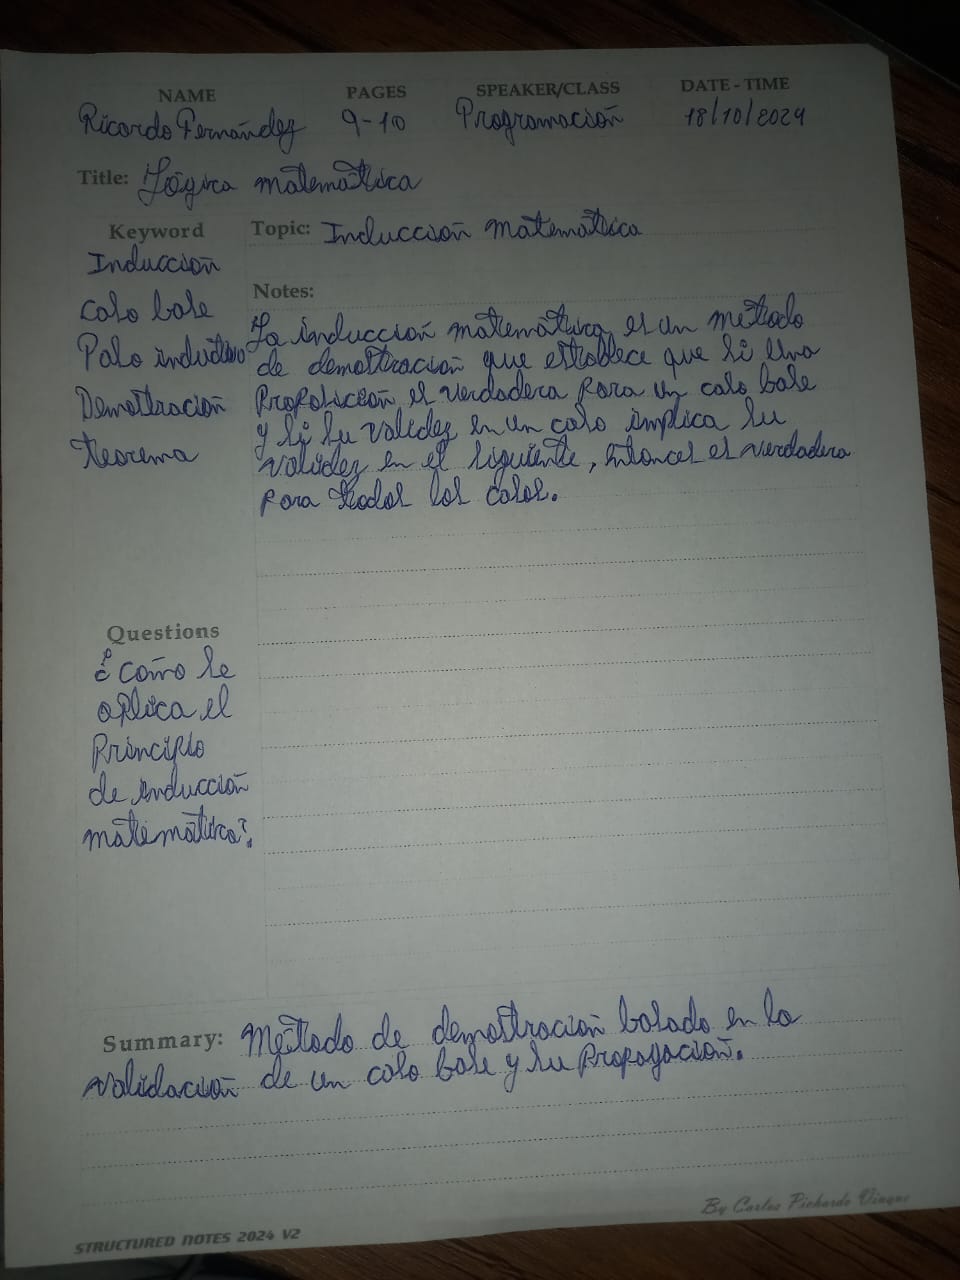 NAME PAGES SPEAKER/CLASS DATE - TIME
Ricardo Fernández 9-10 Programación 18/10/2024
Title: Lógica matemática
Keyword
Inducción
caso base
Paso inductivo
Demostración
teorema
Topic: Inducción matemática
Notes:
La inducción matemática es un método
de demostración que establece que si una
Proposición es verdadera para un caso base
y si su validez en un caso implica su
validez en el siguiente, entonces es verdadera
para todos los casos.
Questions
¿cómo se
aplica el
Principio
de inducción
matemática?
Summary: Método de demostración basado en la
validación de un caso base y su Propagación.
By Carlos Pichardo Viuque
STRUCTURED NOTES 2024 V2